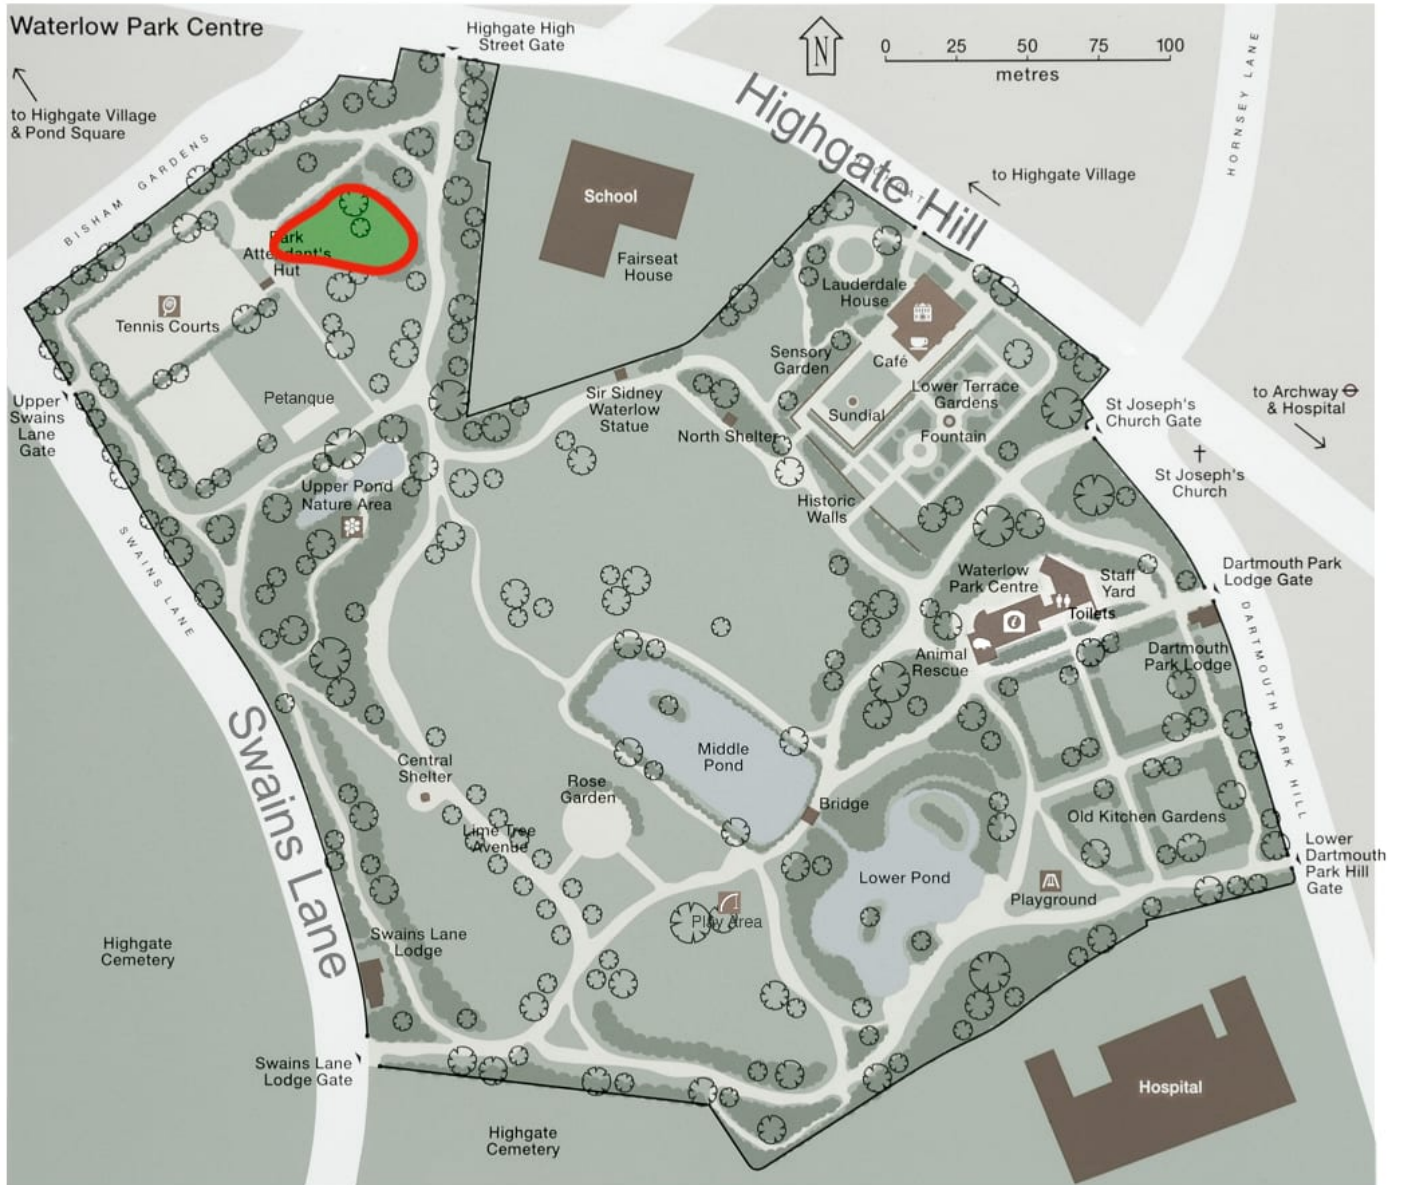 Waterlow Park Centre
Highgate High
Street Gate
N
0 25 50 75 100
metres
to Highgate Village
& Pond Square
BISHAM GARDENS
HORNSEY LANE
Highgate Hill
to Highgate Village
School
Fairseat
House
Park
Attendant's
Hut
Tennis Courts
Lauderdale
House
Café
Sensory
Garden
Lower Terrace
Gardens
Sundial
Fountain
Upper
Swains
Lane
Gate
Petanque
Sir Sidney
Waterlow
Statue
North Shelter
St Joseph's
Church Gate
to Archway
& Hospital
St Joseph's
Church
Upper Pond
Nature Area
Historic
Walls
SWAINS LANE
Waterlow
Park Centre
Staff
Yard
Toilets
Dartmouth Park
Lodge Gate
Animal
Rescue
Dartmouth
Park Lodge
DARTMOUTH PARK HILL
Swains Lane
Central
Shelter
Middle
Pond
Rose
Garden
Bridge
Lime Tree
Avenue
Old Kitchen Gardens
Lower
Dartmouth
Park Hill
Gate
Lower Pond
Playground
Play Area
Highgate
Cemetery
Swains Lane
Lodge
Swains Lane
Lodge Gate
Hospital
Highgate
Cemetery